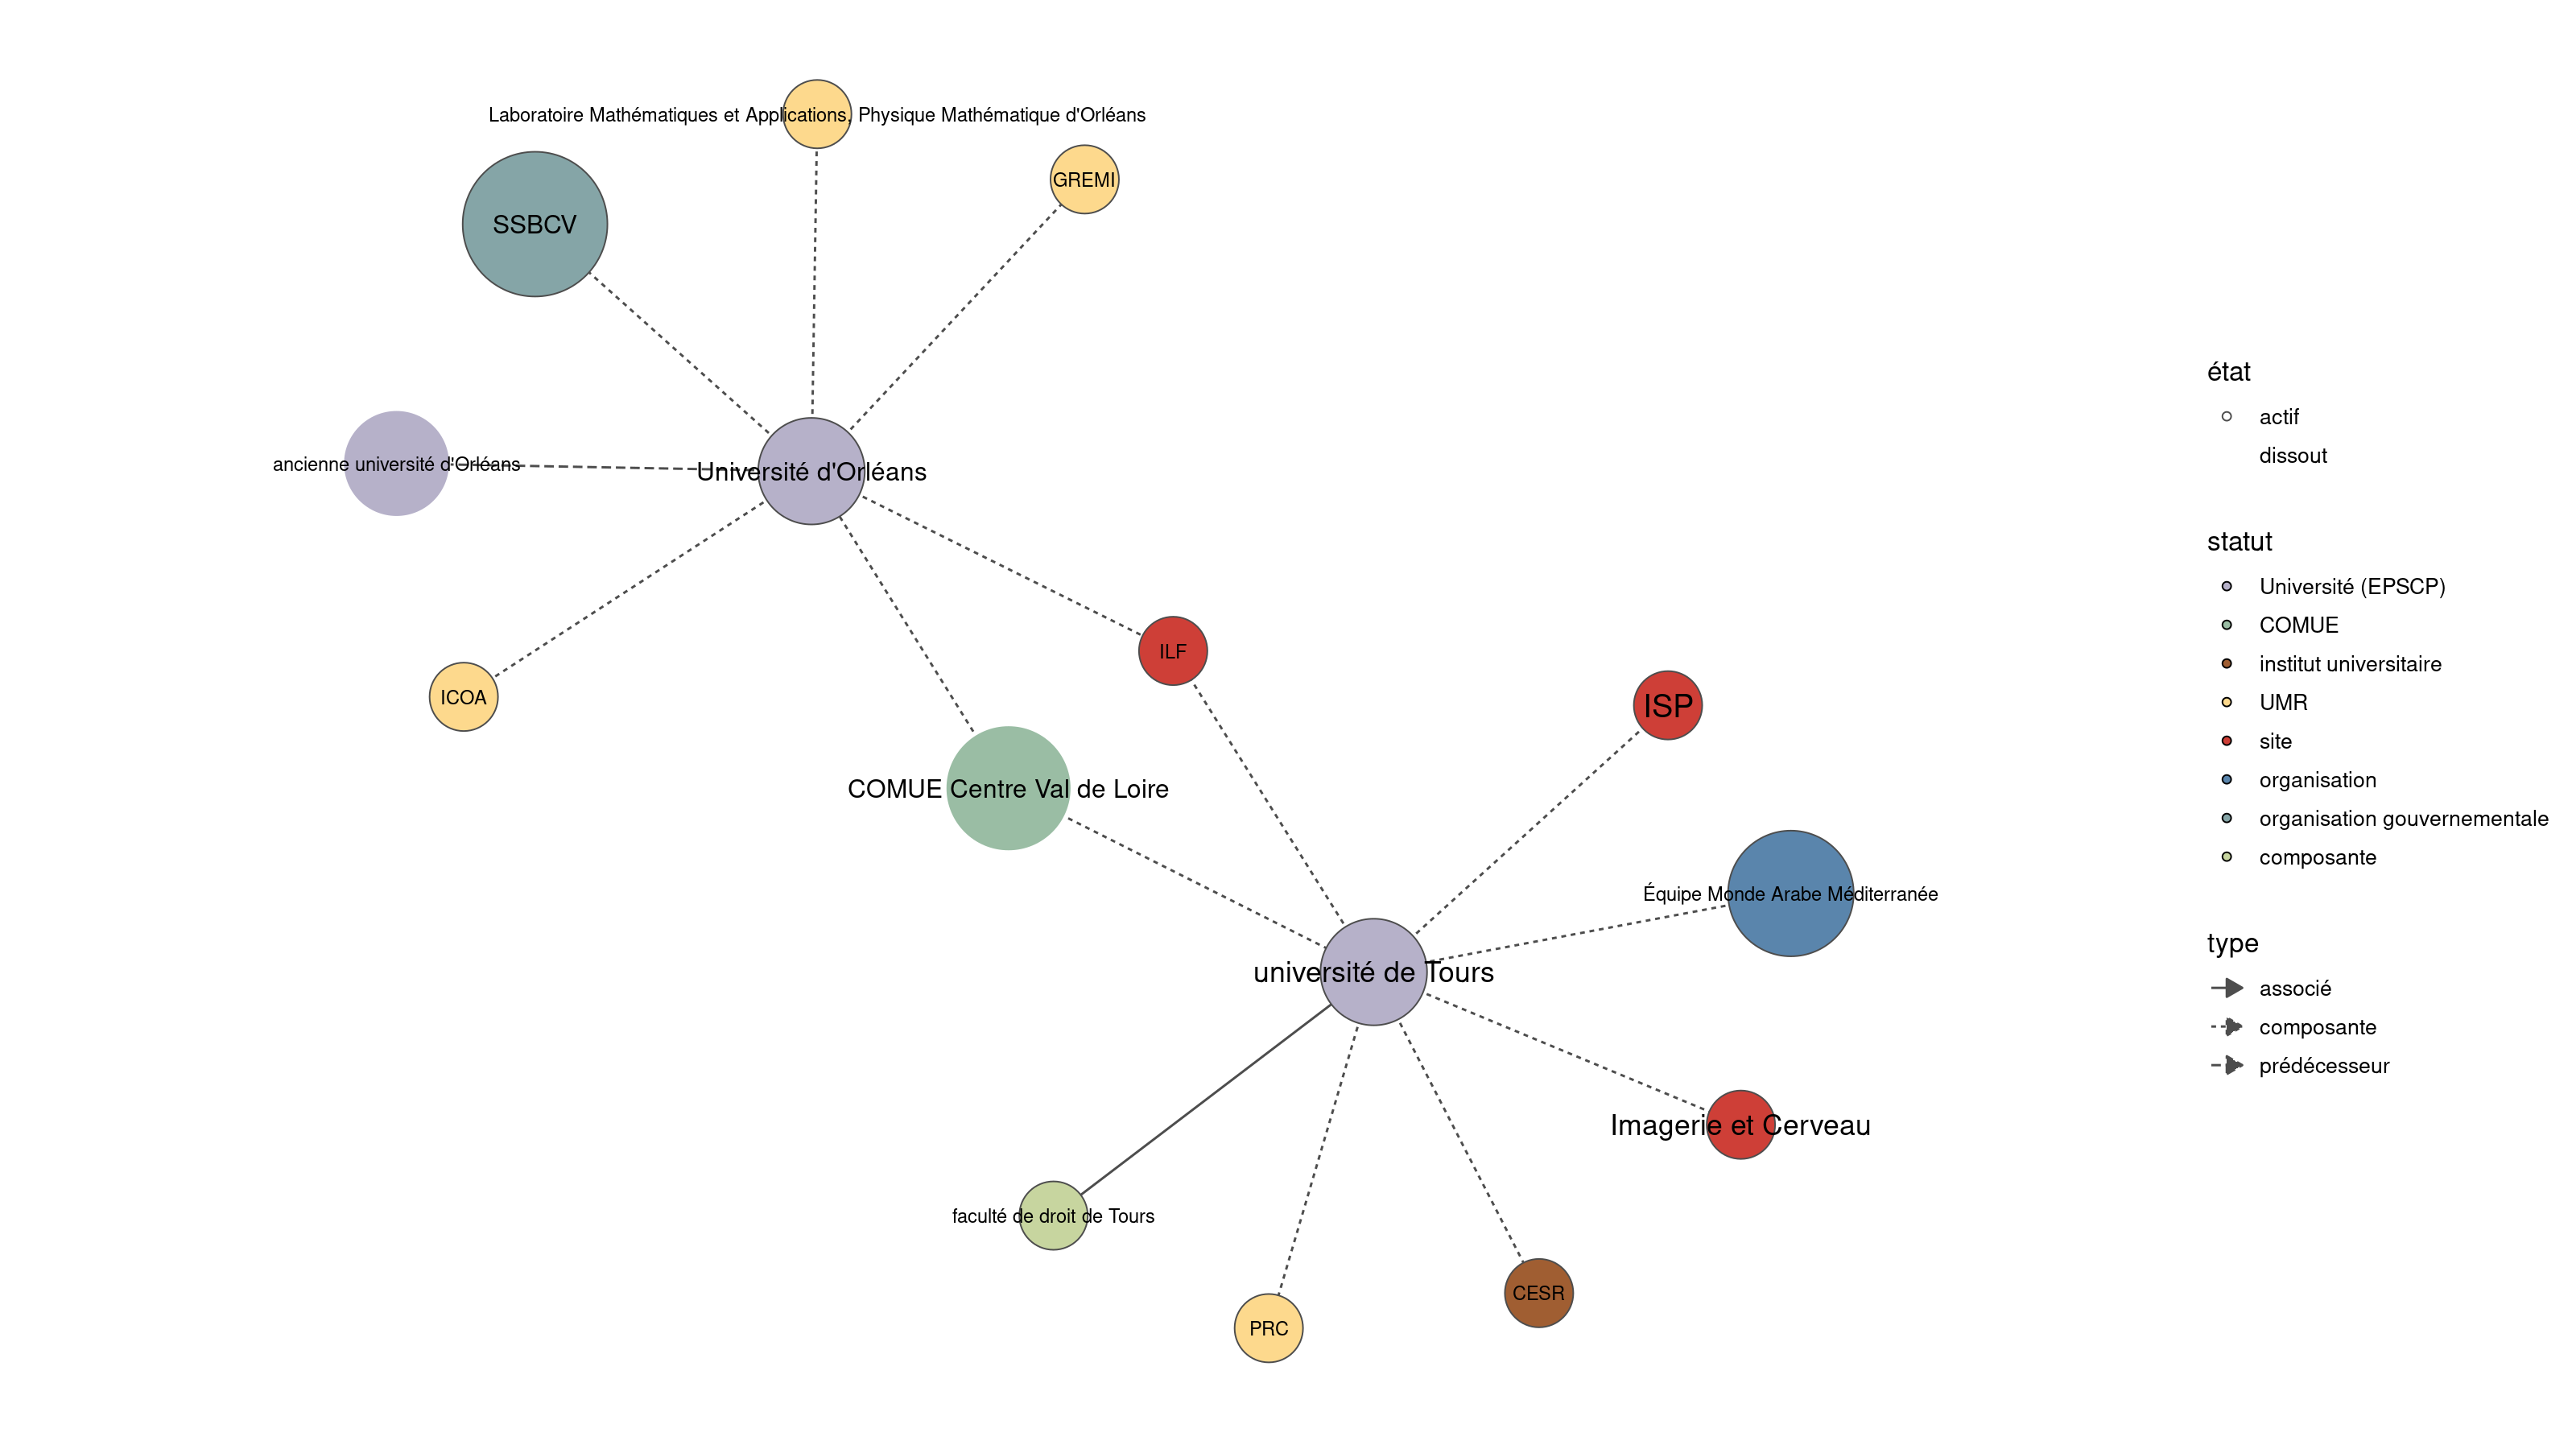 Laboratoire Mathématiques et Applications, Physique Mathématique d'Orléans
GREMI
SSBCV
ancienne université d'Orléans
Université d'Orléans
ICOA
ILF
ISP
COMUE Centre Val de Loire
Équipe Monde Arabe Méditerranée
université de Tours
Imagerie et Cerveau
faculté de droit de Tours
CESR
PRC
état
actif
dissout
statut
Université (EPSCP)
COMUE
institut universitaire
UMR
site
organisation
organisation gouvernementale
composante
type
associé
composante
prédécesseur